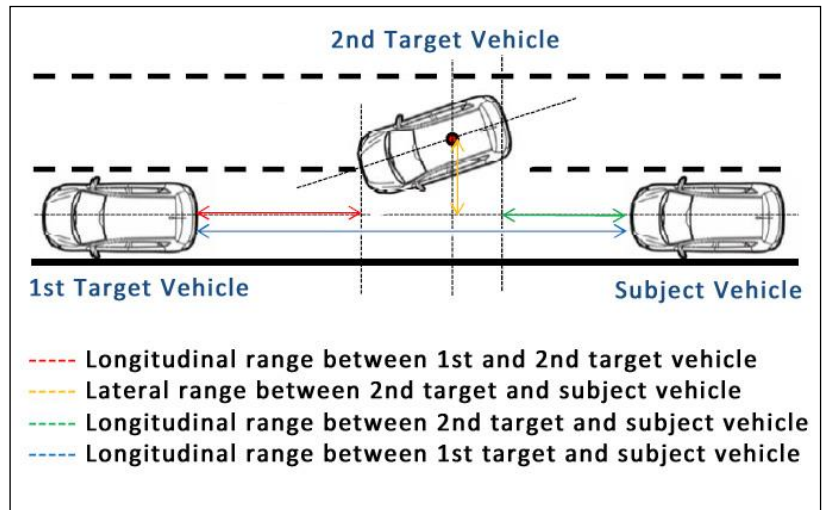 2nd Target Vehicle
1st Target Vehicle
Subject Vehicle
----- Longitudinal range between 1st and 2nd target vehicle
----- Lateral range between 2nd target and subject vehicle
----- Longitudinal range between 2nd target and subject vehicle
----- Longitudinal range between 1st target and subject vehicle